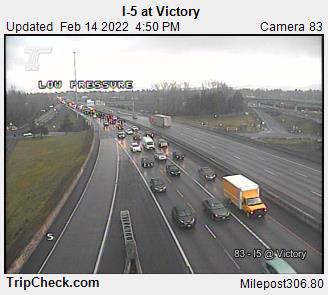 I-5 at Victory
Updated Feb 14 2022 4:50 PM Camera 83
LOW PRESSURE
S
83 - I5 @ Victory
TripCheck.com Milepost306.80